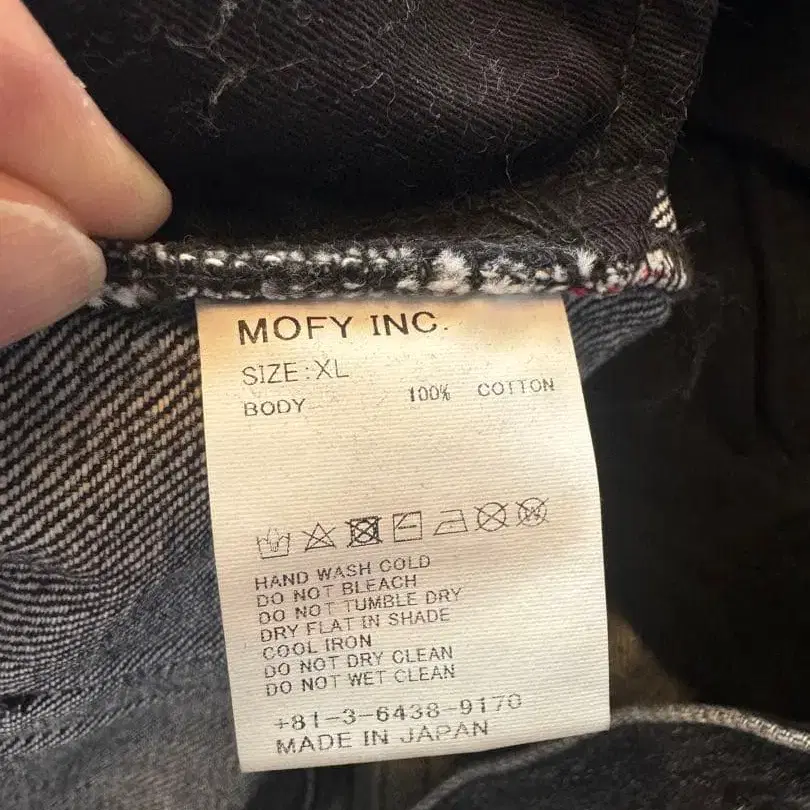 MOFY INC.
SIZE:XL
BODY 100% COTTON
HAND WASH COLD
DO NOT BLEACH
DO NOT TUMBLE DRY
DRY FLAT IN SHADE
COOL IRON
DO NOT DRY CLEAN
DO NOT WET CLEAN
+81-3-6438-9170
MADE IN JAPAN